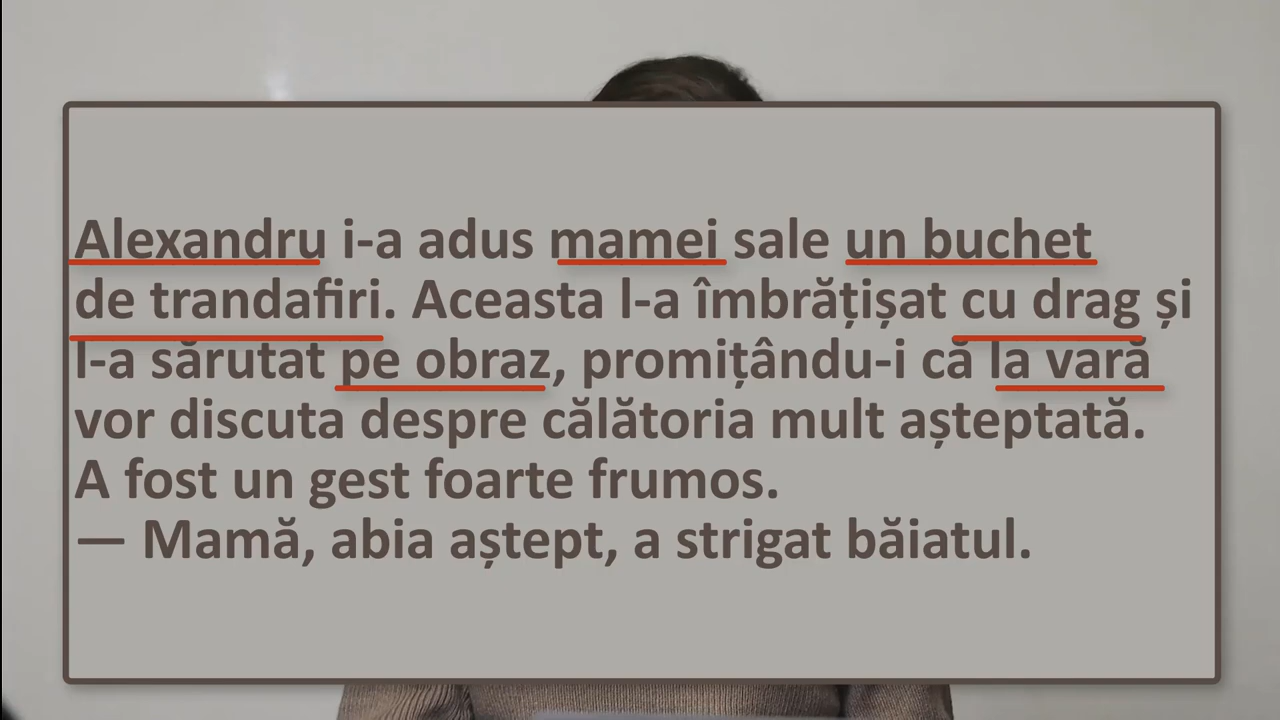 Alexandru i-a adus mamei sale un buchet
de trandafiri. Aceasta l-a îmbrățișat cu drag și
l-a sărutat pe obraz, promițându-i că la vară
vor discuta despre călătoria mult așteptată.
A fost un gest foarte frumos.
— Mamă, abia aștept, a strigat băiatul.